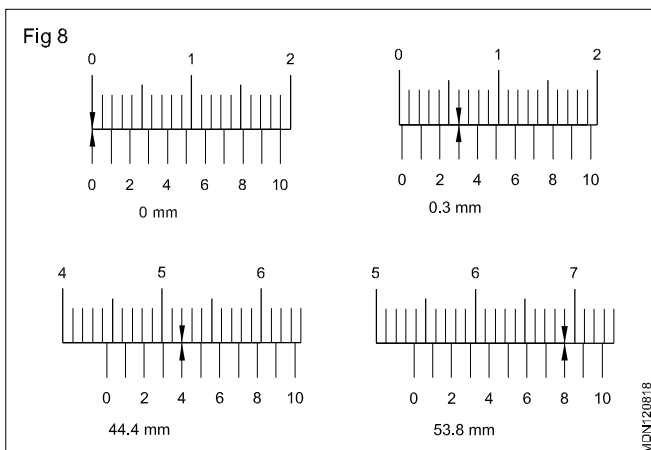 Fig 8
0 1 2
0 2 4 6 8 10
0 mm
0 1 2
0 2 4 6 8 10
0.3 mm
4 5 6
0 2 4 6 8 10
44.4 mm
5 6 7
0 2 4 6 8 10
53.8 mm
MDN120818